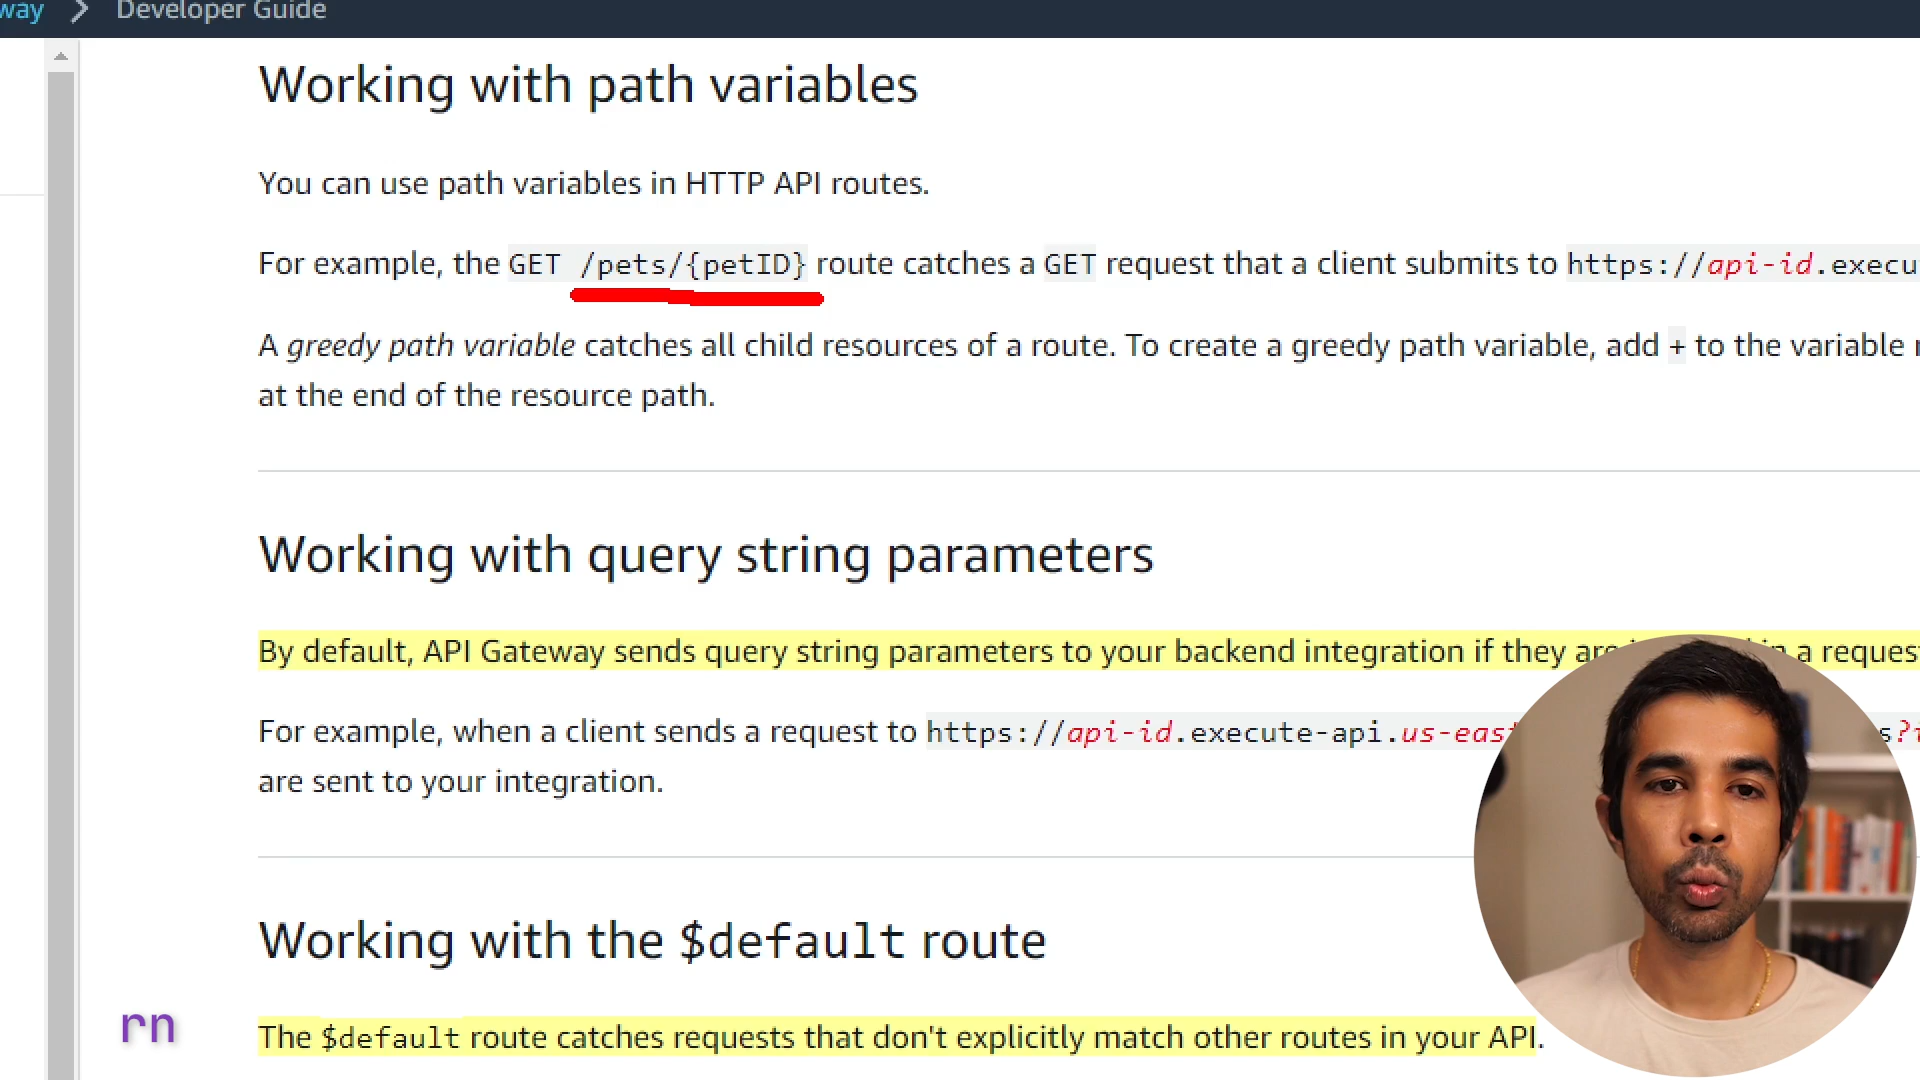 way > Developer Guide
Working with path variables
You can use path variables in HTTP API routes.
For example, the GET /pets/{petID} route catches a GET request that a client submits to https://api-id.execu
A greedy path variable catches all child resources of a route. To create a greedy path variable, add + to the variable
at the end of the resource path.
Working with query string parameters
By default, API Gateway sends query string parameters to your backend integration if they are in a reques
For example, when a client sends a request to https://api-id.execute-api.us-east s?i
are sent to your integration.
Working with the $default route
rn
The $default route catches requests that don't explicitly match other routes in your API.